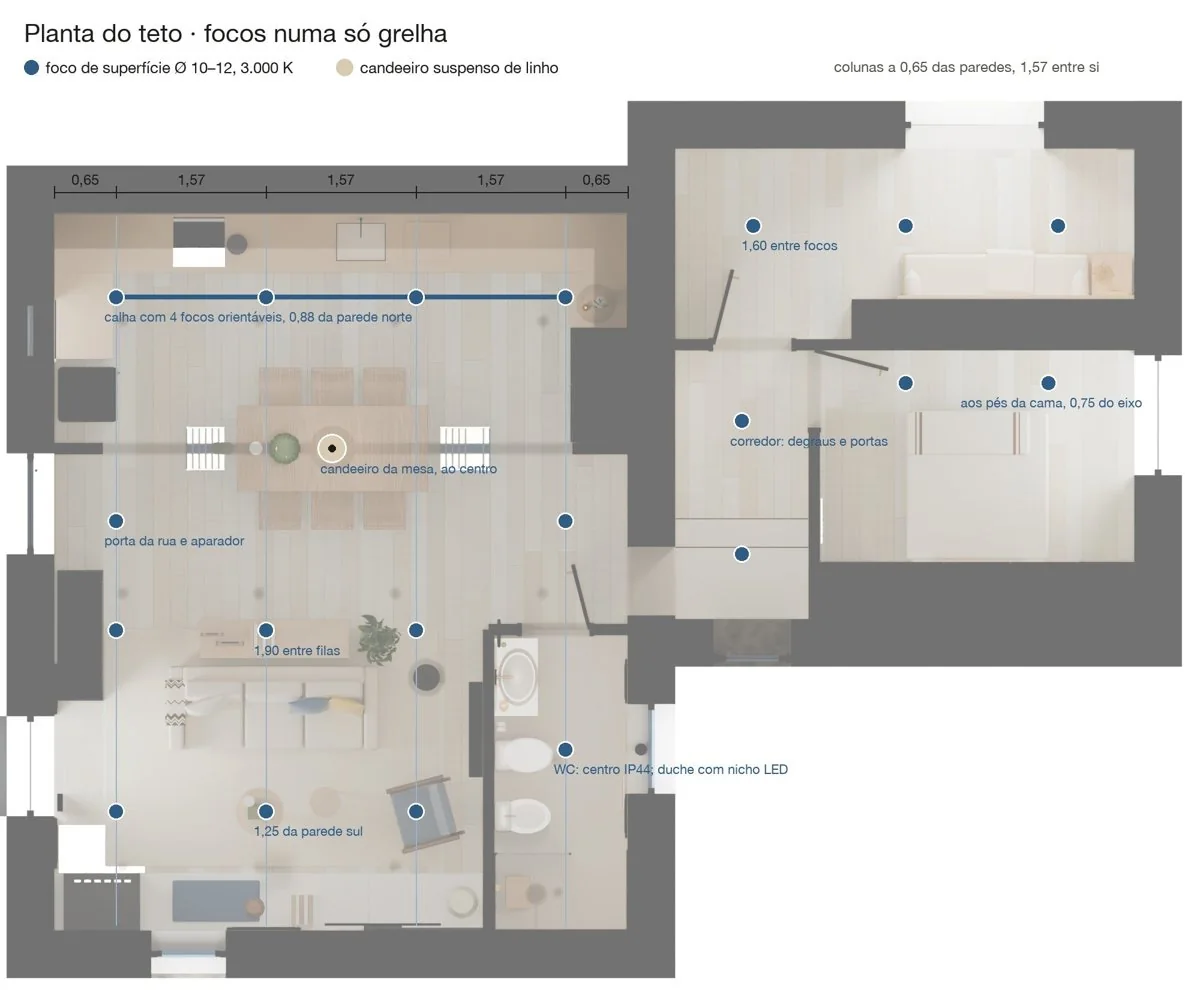 Planta do teto · focos numa só grelha
foco de superfície Ø 10–12, 3.000 K
candeeiro suspenso de linho
colunas a 0,65 das paredes, 1,57 entre si
0,65
1,57
1,57
1,57
0,65
1,60 entre focos
calha com 4 focos orientáveis, 0,88 da parede norte
aos pés da cama, 0,75 do eixo
corredor: degraus e portas
candeeiro da mesa, ao centro
porta da rua e aparador
1,90 entre filas
WC: centro IP44; duche com nicho LED
1,25 da parede sul